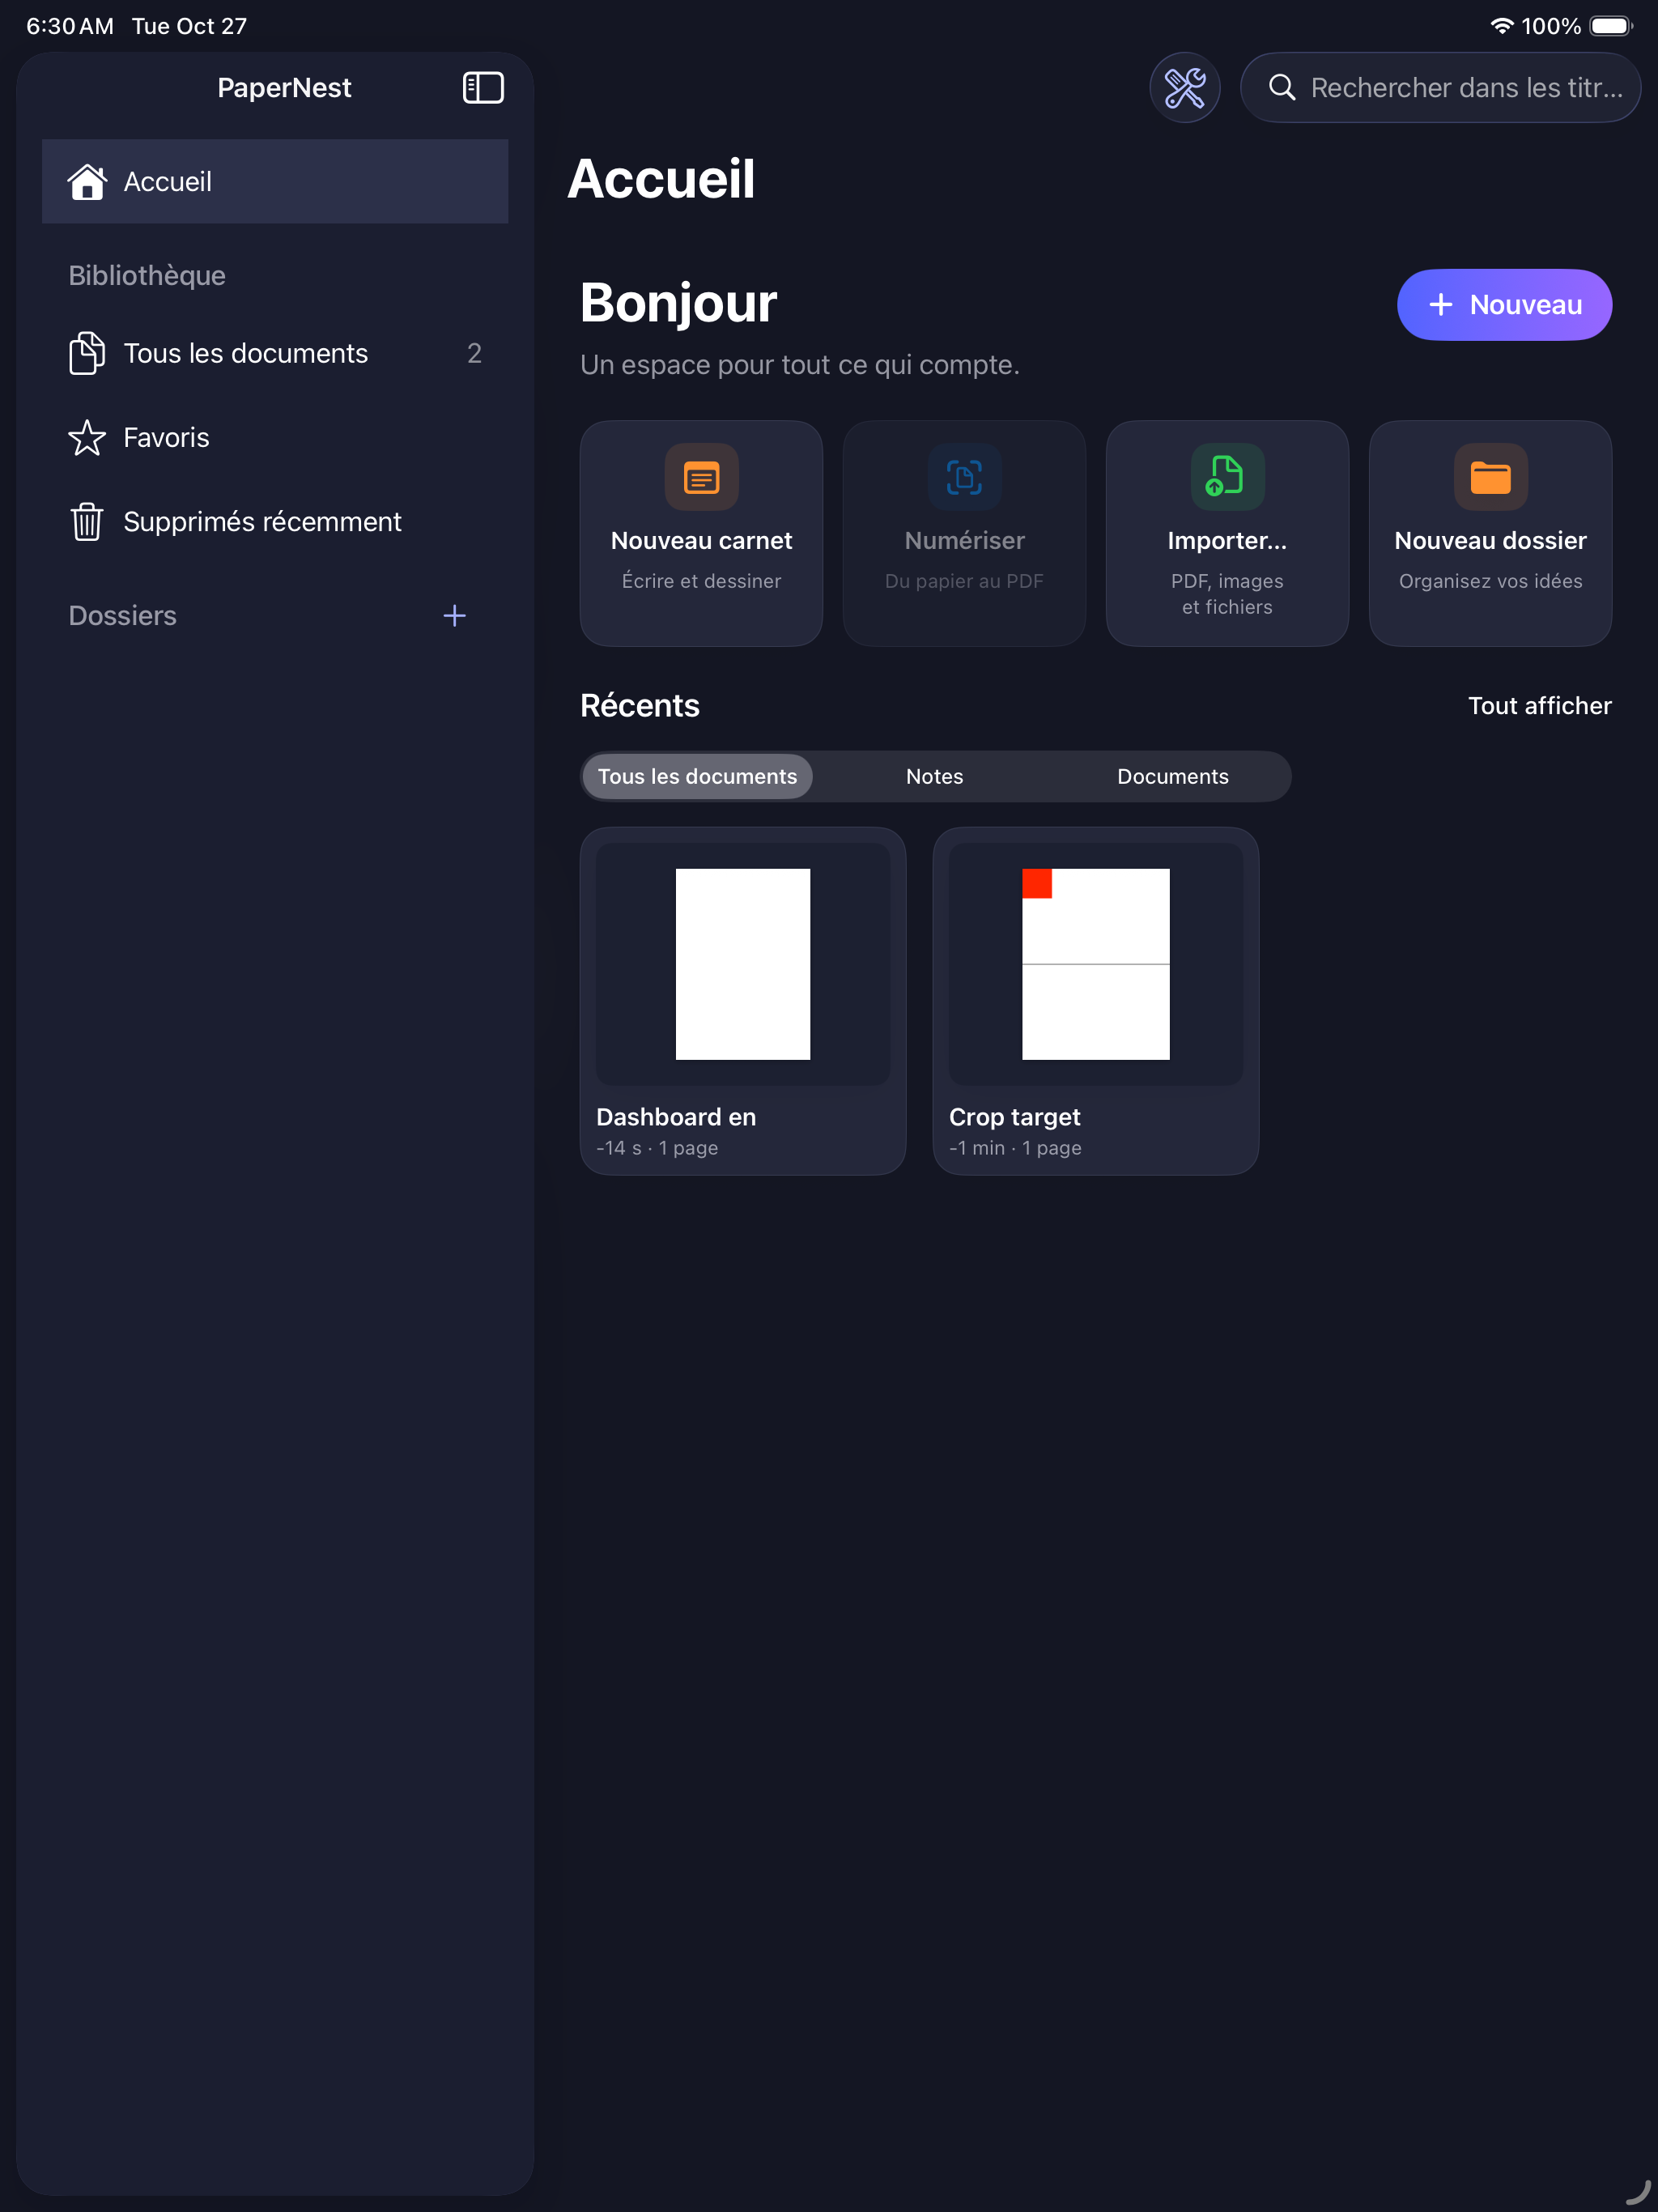 6:30 AM Tue Oct 27
100%
PaperNest
Rechercher dans les titr...
Accueil
Bibliothèque
Tous les documents 2
Favoris
Supprimés récemment
Dossiers
Accueil
Bonjour
Nouveau
Un espace pour tout ce qui compte.
Nouveau carnet
Écrire et dessiner
Numériser
Du papier au PDF
Importer...
PDF, images
et fichiers
Nouveau dossier
Organisez vos idées
Récents
Tout afficher
Tous les documents
Notes
Documents
Dashboard en
-14 s · 1 page
Crop target
-1 min · 1 page